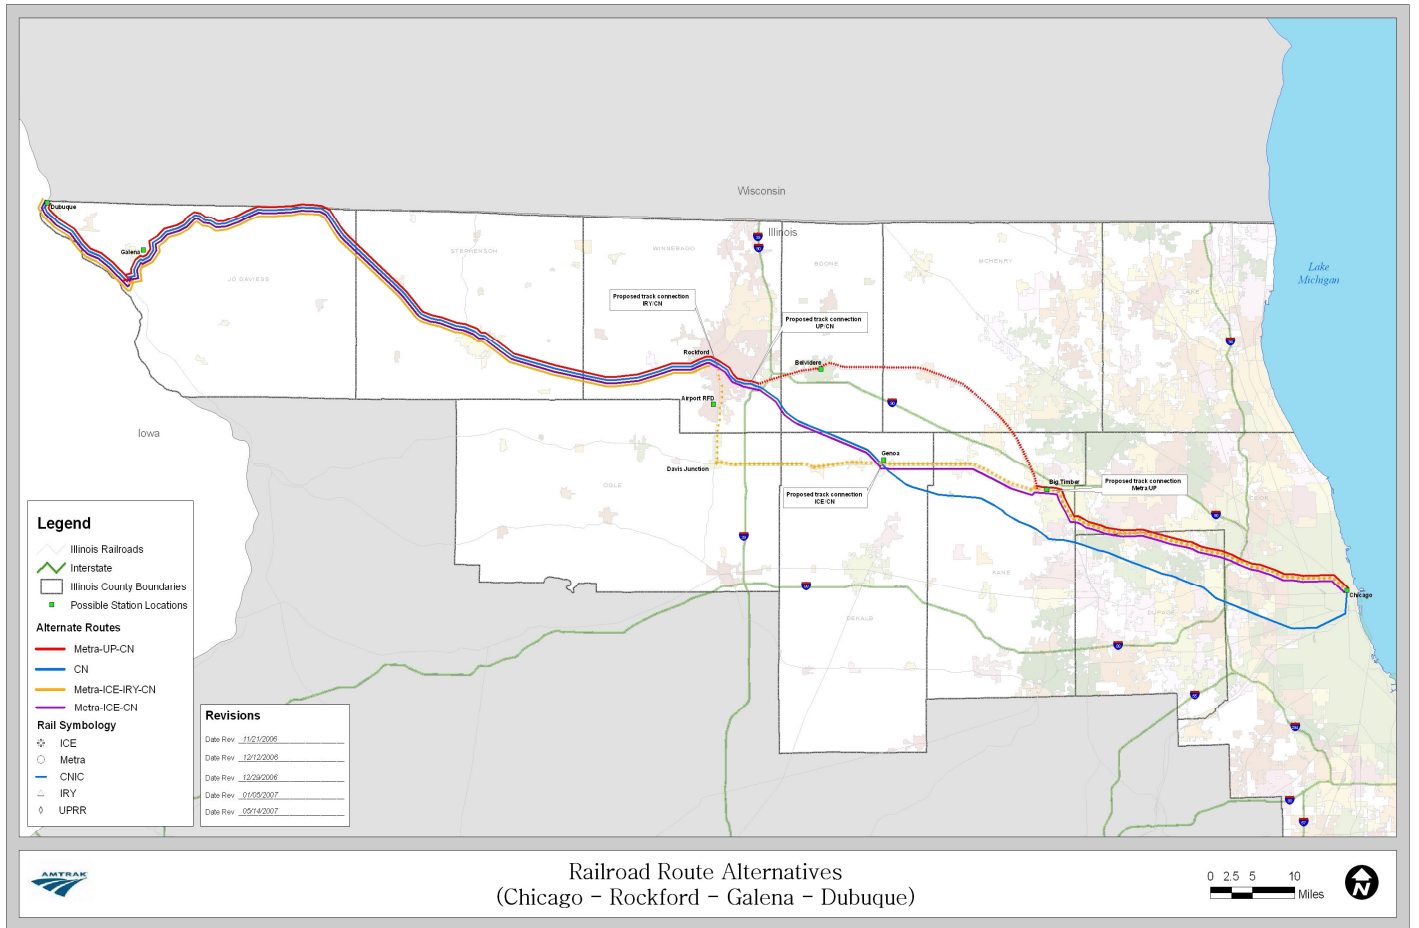 Wisconsin
Illinois
Dubuque
Galena
JO DAVIESS
STEPHENSON
WINNEBAGO
BOONE
MCHENRY
LAKE
Lake
Michigan
Proposed track connection
IRY/CN
Proposed track connection
UP/CN
Rockford
Belvidere
Airport RFD
Iowa
Davis Junction
Genoa
Big Timber
Proposed track connection
Metra UP
Proposed track connection
ICE/CN
OGLE
COOK
KANE
DEKALB
DUPAGE
Chicago
Legend
Illinois Railroads
Interstate
Illinois County Boundaries
Possible Station Locations
Alternate Routes
Metra-UP-CN
CN
Metra-ICE-IRY-CN
Metra-ICE-CN
Rail Symbology
ICE
Metra
CNIC
IRY
UPRR
Revisions
Date Rev 11/21/2006
Date Rev 12/12/2006
Date Rev 12/29/2006
Date Rev 01/05/2007
Date Rev 05/14/2007
AMTRAK
Railroad Route Alternatives
(Chicago - Rockford - Galena - Dubuque)
0 2.5 5 10
Miles
N